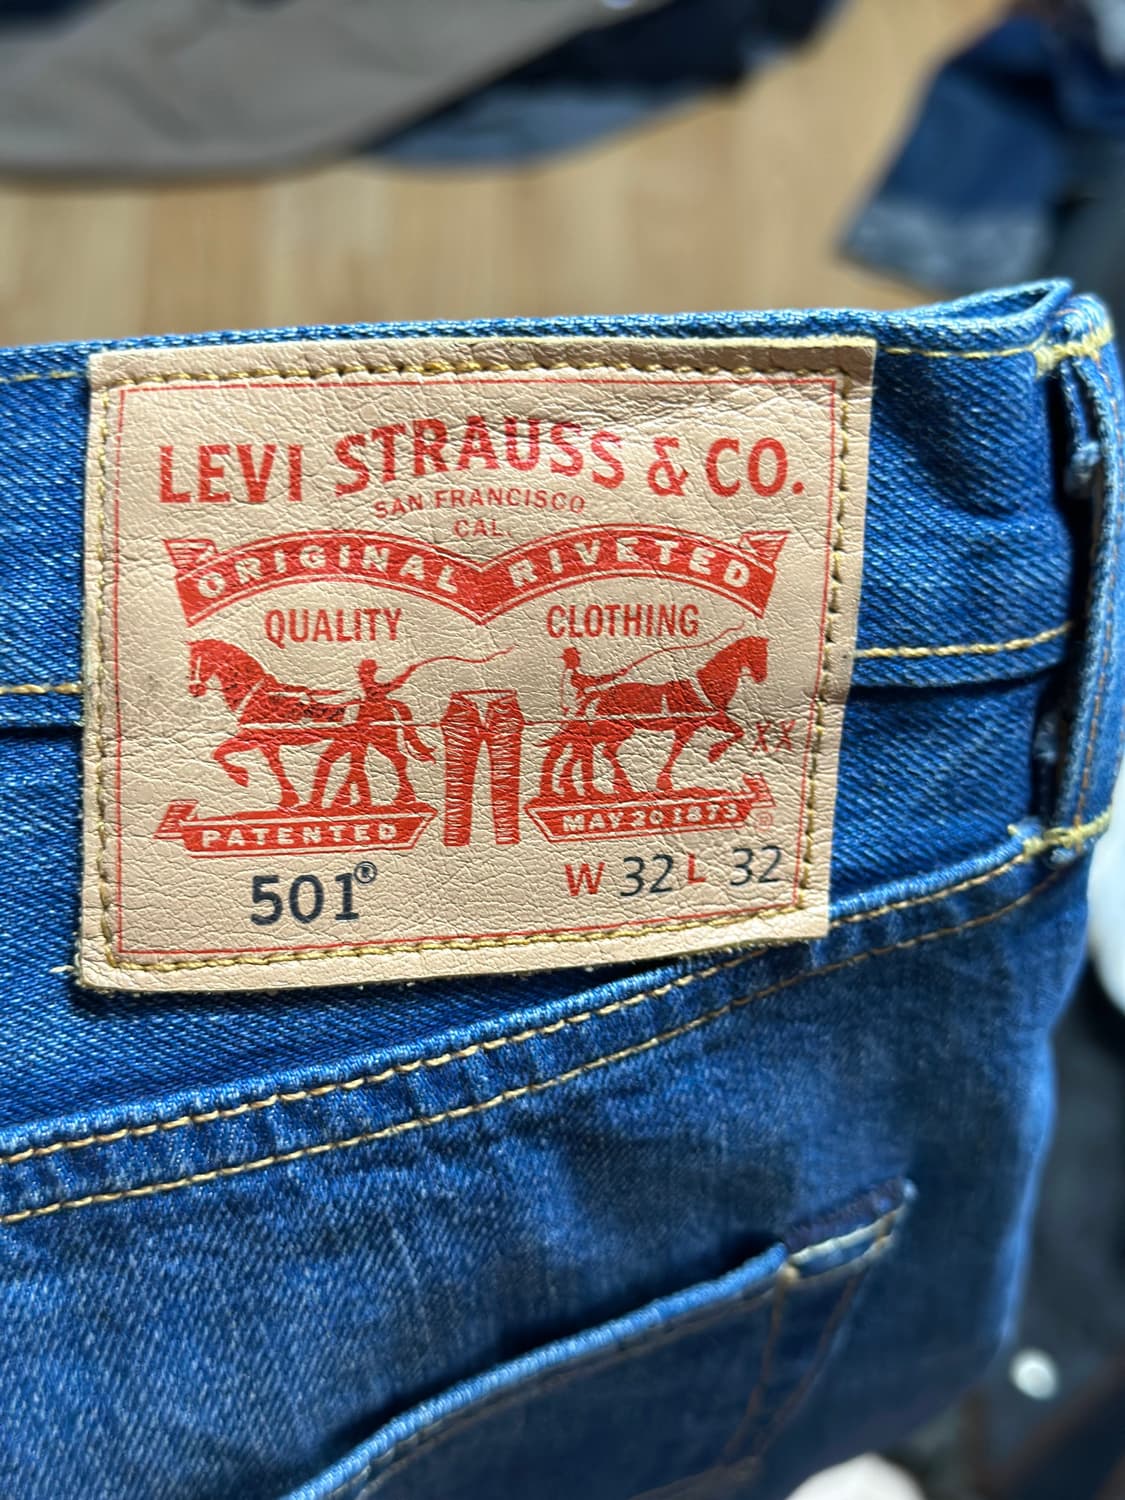 LEVI STRAUSS & CO.
SAN FRANCISCO
CAL.
ORIGINAL RIVETED
QUALITY CLOTHING
XX
PATENTED MAY 20 1873 ®
501® W 32 L 32